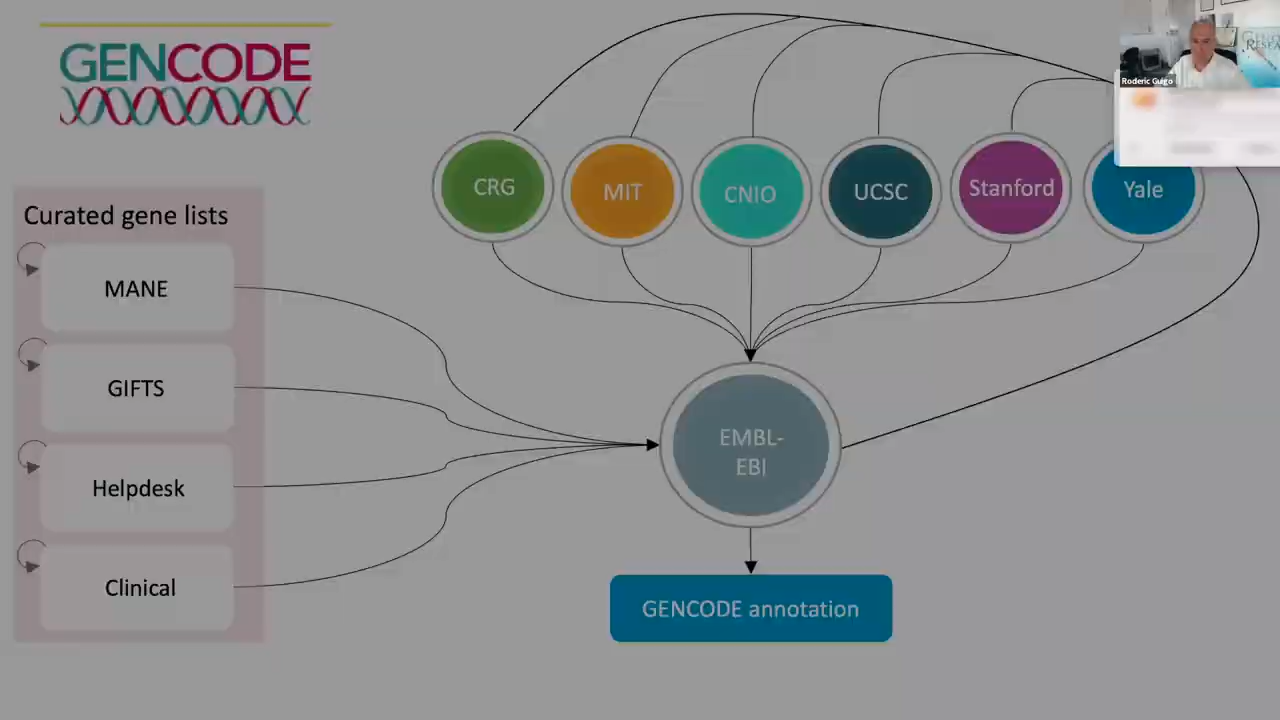 GENCODE
Roderic Guigo
CRG
MIT
CNIO
UCSC
Stanford
Yale
Curated gene lists
MANE
GIFTS
Helpdesk
Clinical
EMBL-
EBI
GENCODE annotation